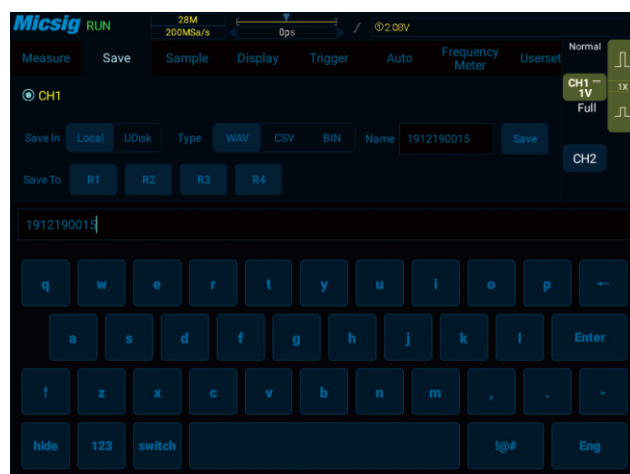 Micsig RUN 28M 200MSa/s 0ps ①2.08V
Measure Save Sample Display Trigger Auto Frequency Meter Userset
Normal
CH1 1V 1X
Full
CH2
CH1
Save In Local UDisk Type WAV CSV BIN Name 1912190015 Save
Save To R1 R2 R3 R4
1912190015
q w e r t y u i o p ←
a s d f g h j k l Enter
↑ z x c v b n m , . -
hide 123 switch !@# Eng